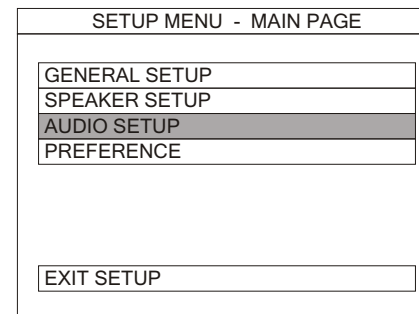 SETUP MENU - MAIN PAGE
GENERAL SETUP
SPEAKER SETUP
AUDIO SETUP
PREFERENCE
EXIT SETUP